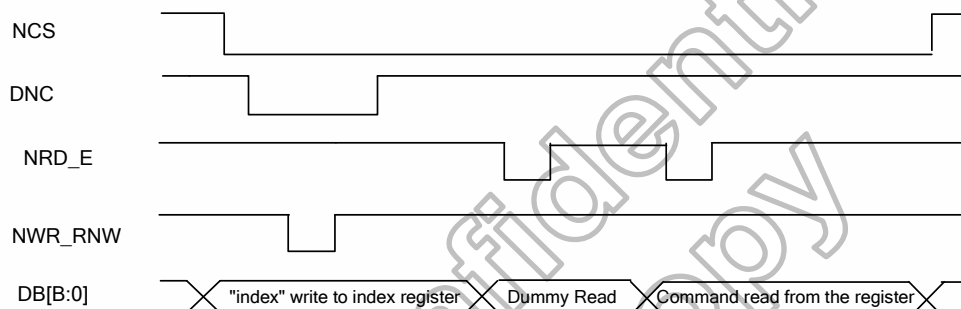 NCS
DNC
NRD_E
NWR_RNW
DB[B:0]
"index" write to index register
Dummy Read
Command read from the register